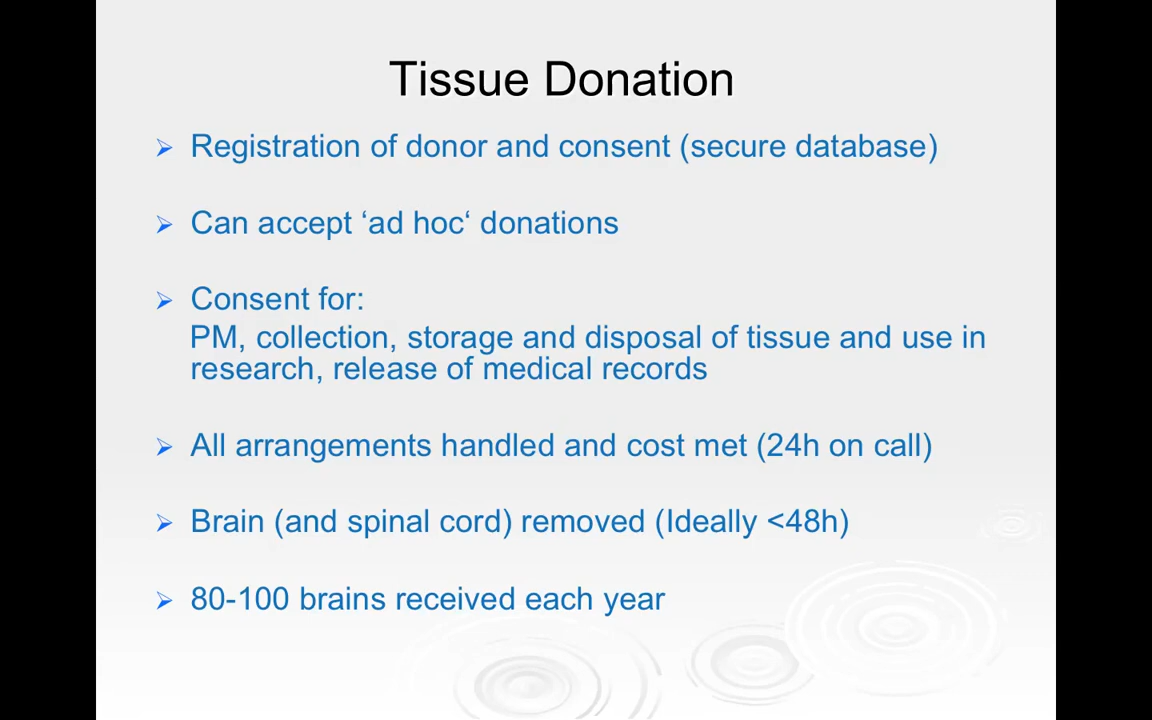 Tissue Donation
➢ Registration of donor and consent (secure database)
➢ Can accept ‘ad hoc‘ donations
➢ Consent for:
PM, collection, storage and disposal of tissue and use in
research, release of medical records
➢ All arrangements handled and cost met (24h on call)
➢ Brain (and spinal cord) removed (Ideally <48h)
➢ 80-100 brains received each year